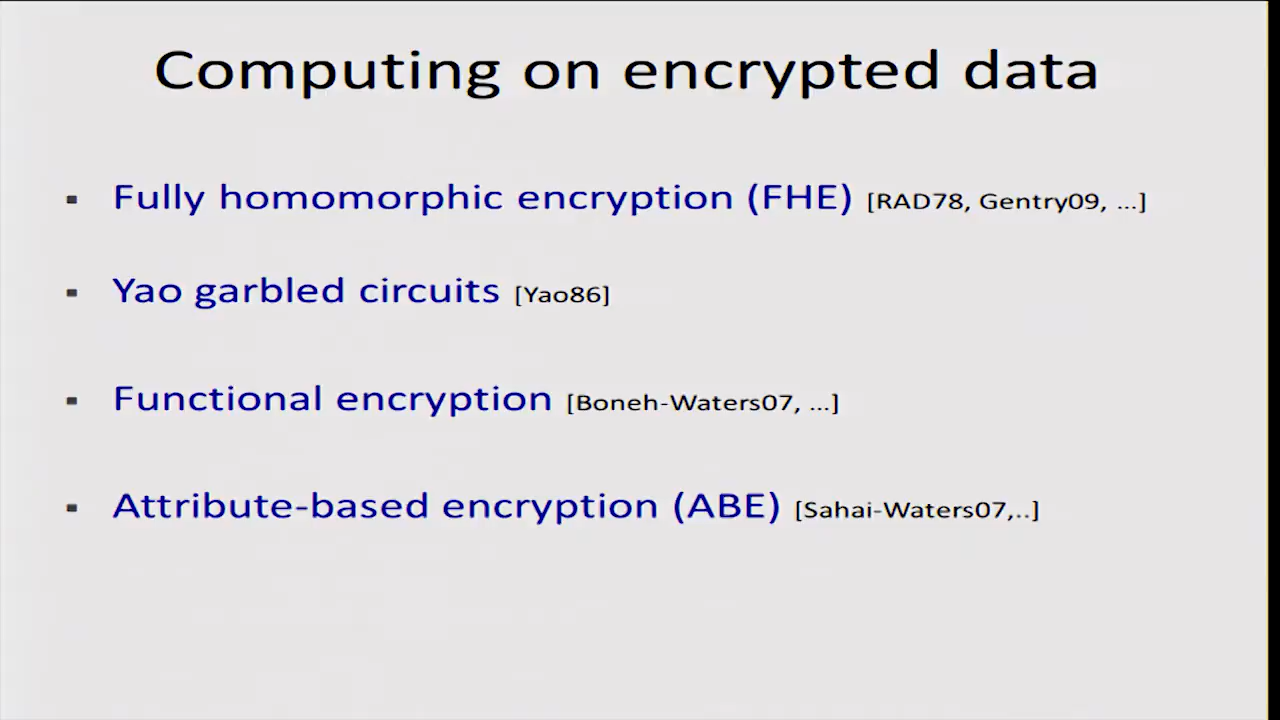 Computing on encrypted data
▪ Fully homomorphic encryption (FHE) [RAD78, Gentry09, ...]
▪ Yao garbled circuits [Yao86]
▪ Functional encryption [Boneh-Waters07, ...]
▪ Attribute-based encryption (ABE) [Sahai-Waters07,..]